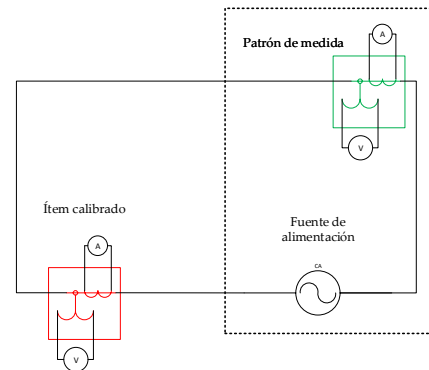 A
Patrón de medida
V
Ítem calibrado
Fuente de
alimentación
A
CA
V